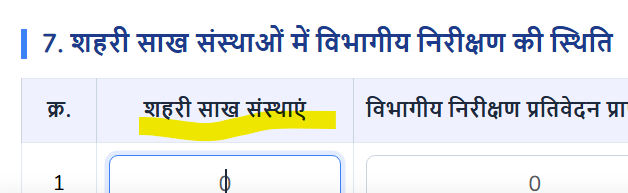 7. शहरी साख संस्थाओं में विभागीय निरीक्षण की स्थिति
क्र. शहरी साख संस्थाएं विभागीय निरीक्षण प्रतिवेदन
1 0 0